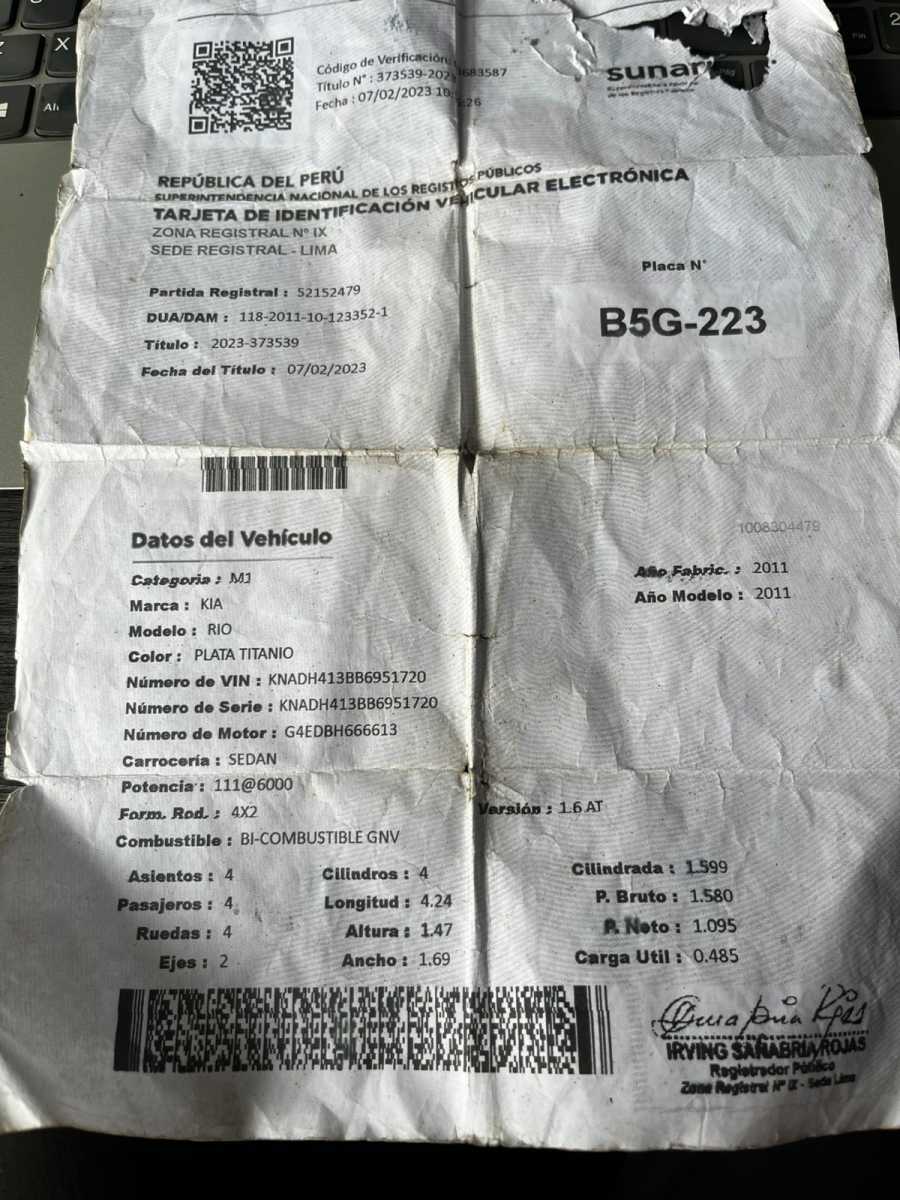 Código de Verificación:
Título N° : 373539-202 683587
Fecha : 07/02/2023 10: :26
sunar
REPÚBLICA DEL PERÚ
SUPERINTENDENCIA NACIONAL DE LOS REGISTROS PÚBLICOS
TARJETA DE IDENTIFICACIÓN VEHICULAR ELECTRÓNICA
ZONA REGISTRAL N° IX
SEDE REGISTRAL - LIMA
Placa N°
B5G-223
Partida Registral : 52152479
DUA/DAM : 118-2011-10-123352-1
Título : 2023-373539
Fecha del Título : 07/02/2023
1008304479
Datos del Vehículo
Categoria : M1
Año Fabric. : 2011
Marca : KIA
Año Modelo : 2011
Modelo : RIO
Color : PLATA TITANIO
Número de VIN : KNADH413BB6951720
Número de Serie : KNADH413BB6951720
Número de Motor : G4EDBH666613
Carrocería : SEDAN
Potencia : 111@6000
Form. Rod. : 4X2 Versión : 1.6 AT
Combustible : BI-COMBUSTIBLE GNV
Asientos : 4 Cilindros : 4 Cilindrada : 1.599
Pasajeros : 4 Longitud : 4.24 P. Bruto : 1.580
Ruedas : 4 Altura : 1.47 P. Neto : 1.095
Ejes : 2 Ancho : 1.69 Carga Util : 0.485
IRVING SANABRIA ROJAS
Registrador Público
Zona Registral N° IX - Sede Lima